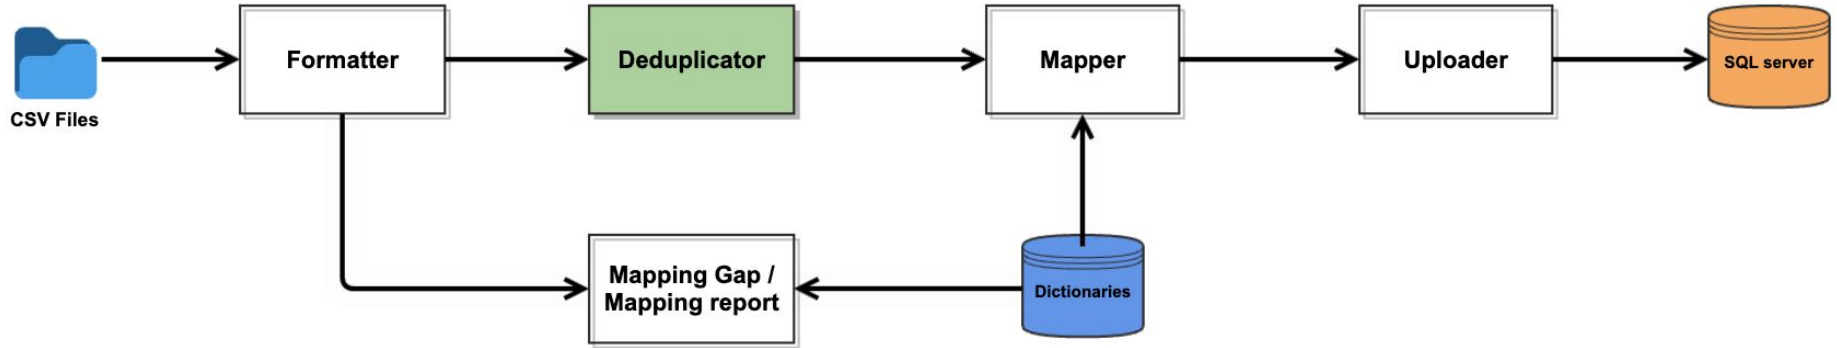 Formatter
Deduplicator
Mapper
Uploader
SQL server
CSV Files
Mapping Gap /
Mapping report
Dictionaries